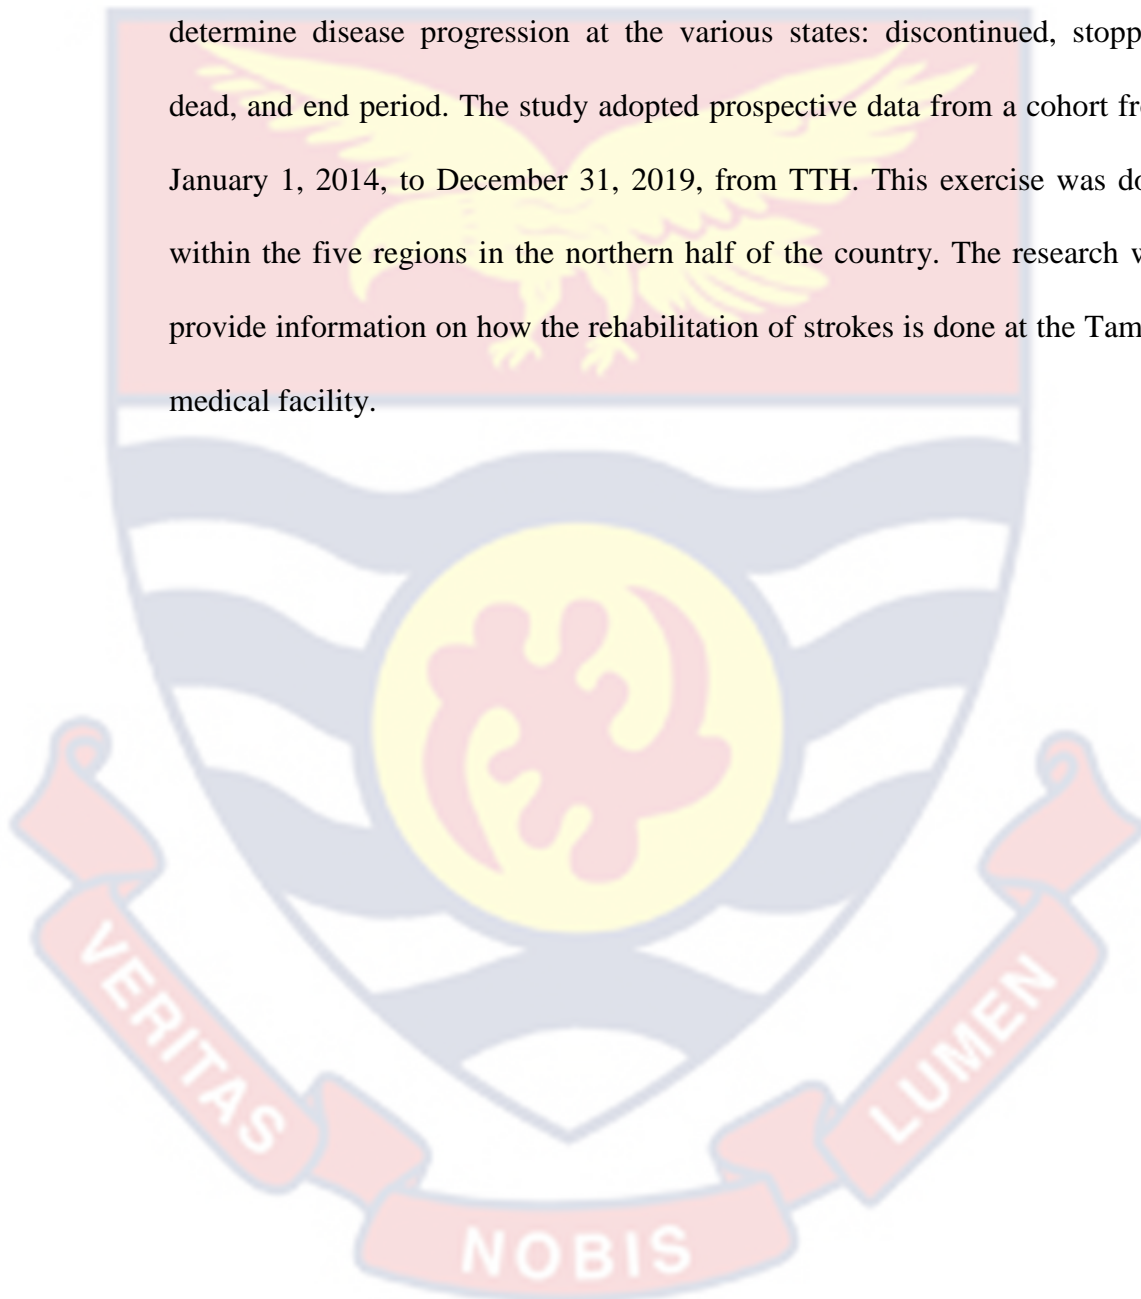 determine disease progression at the various states: discontinued, stopp
dead, and end period. The study adopted prospective data from a cohort fr
January 1, 2014, to December 31, 2019, from TTH. This exercise was do
within the five regions in the northern half of the country. The research w
provide information on how the rehabilitation of strokes is done at the Tam
medical facility.
VERITAS
NOBIS
LUMEN